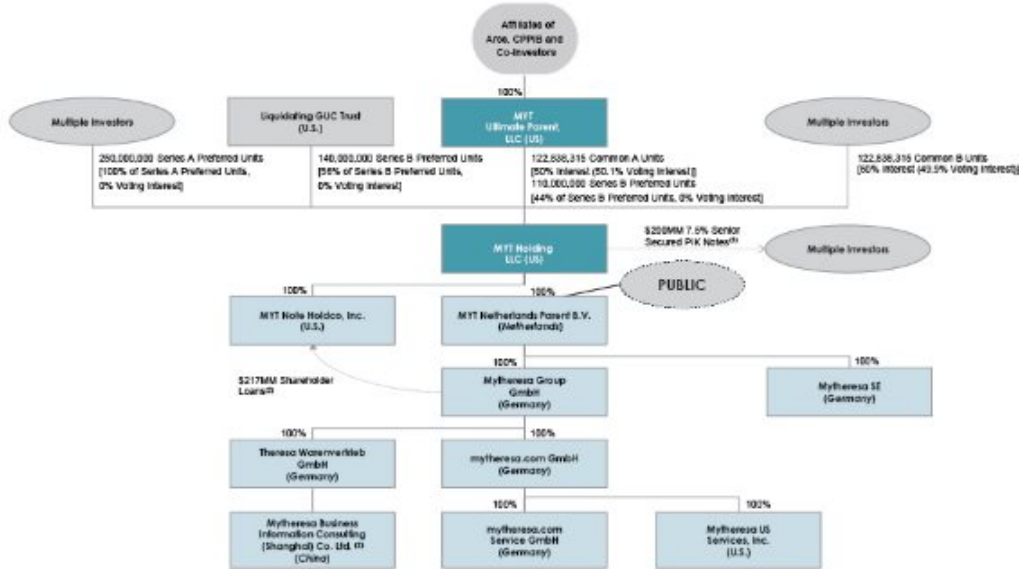 Affiliates of
Ares, CPPIB and
Co-Investors
100%
Multiple Investors
Liquidating GUC Trust
(U.S.)
MYT
Ultimate Parent,
LLC (US)
Multiple Investors
250,000,000 Series A Preferred Units
[100% of Series A Preferred Units,
0% Voting Interest]
140,000,000 Series B Preferred Units
[56% of Series B Preferred Units,
0% Voting Interest]
Common A Units
[50% Interest (50.1% Voting Interest)]
110,000,000 Series B Preferred Units
[44% of Series B Preferred Units, 0% Voting Interest]
Common B Units
[50% Interest (49.9% Voting Interest)]
MYT Holding
LLC (US)
$200MM 7.5% Senior
Secured PIK Notes
Multiple Investors
PUBLIC
100%
100%
MYT Note Holdco, Inc.
(U.S.)
MYT Netherlands Parent B.V.
(Netherlands)
$217MM Shareholder
Loans
100%
100%
Mytheresa Group
GmbH
(Germany)
Mytheresa SE
(Germany)
100%
100%
Theresa Warenvertrieb
GmbH
(Germany)
mytheresa.com GmbH
(Germany)
100%
100%
Mytheresa Business
Information Consulting
(Shanghai) Co. Ltd.
(China)
mytheresa.com
Service GmbH
(Germany)
Mytheresa US
Services, Inc.
(U.S.)